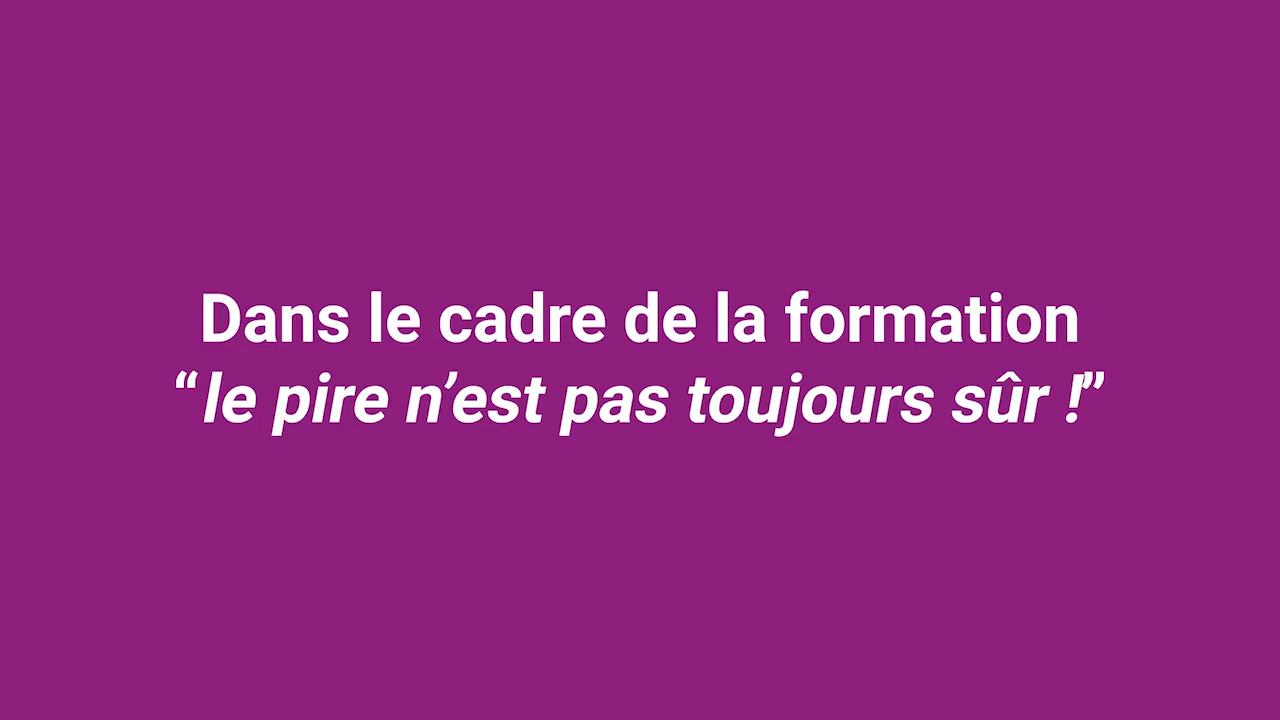 Dans le cadre de la formation
“le pire n’est pas toujours sûr !”